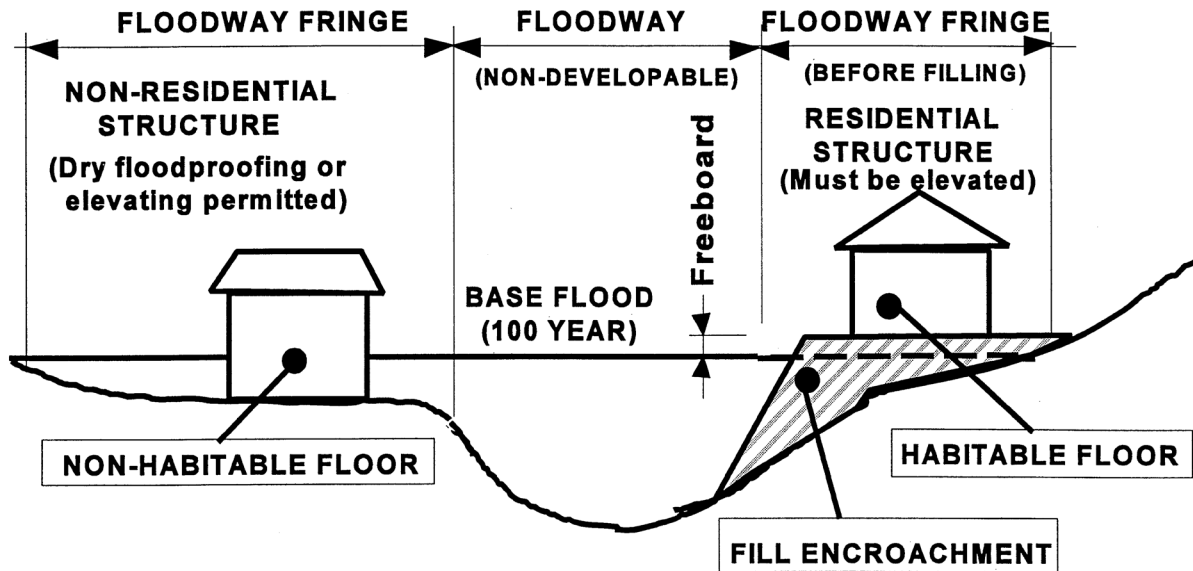 FLOODWAY FRINGE
FLOODWAY
FLOODWAY FRINGE
(NON-DEVELOPABLE)
(BEFORE FILLING)
NON-RESIDENTIAL
STRUCTURE
(Dry floodproofing or
elevating permitted)
Freeboard
RESIDENTIAL
STRUCTURE
(Must be elevated)
BASE FLOOD
(100 YEAR)
NON-HABITABLE FLOOR
HABITABLE FLOOR
FILL ENCROACHMENT